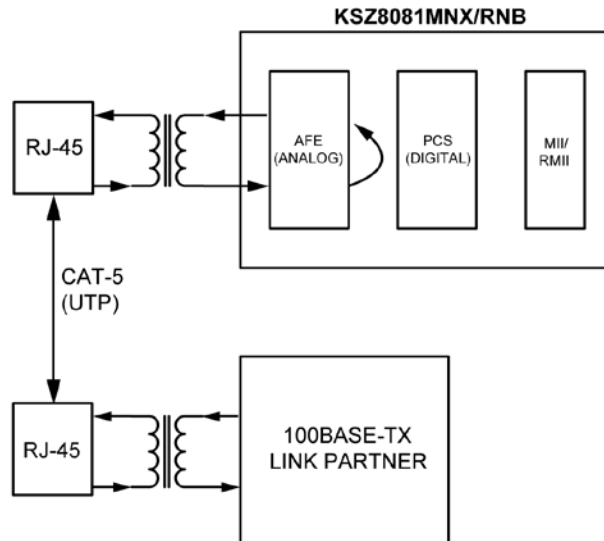 KSZ8081MNX/RNB
RJ-45
AFE
(ANALOG)
PCS
(DIGITAL)
MII/
RMII
CAT-5
(UTP)
RJ-45
100BASE-TX
LINK PARTNER